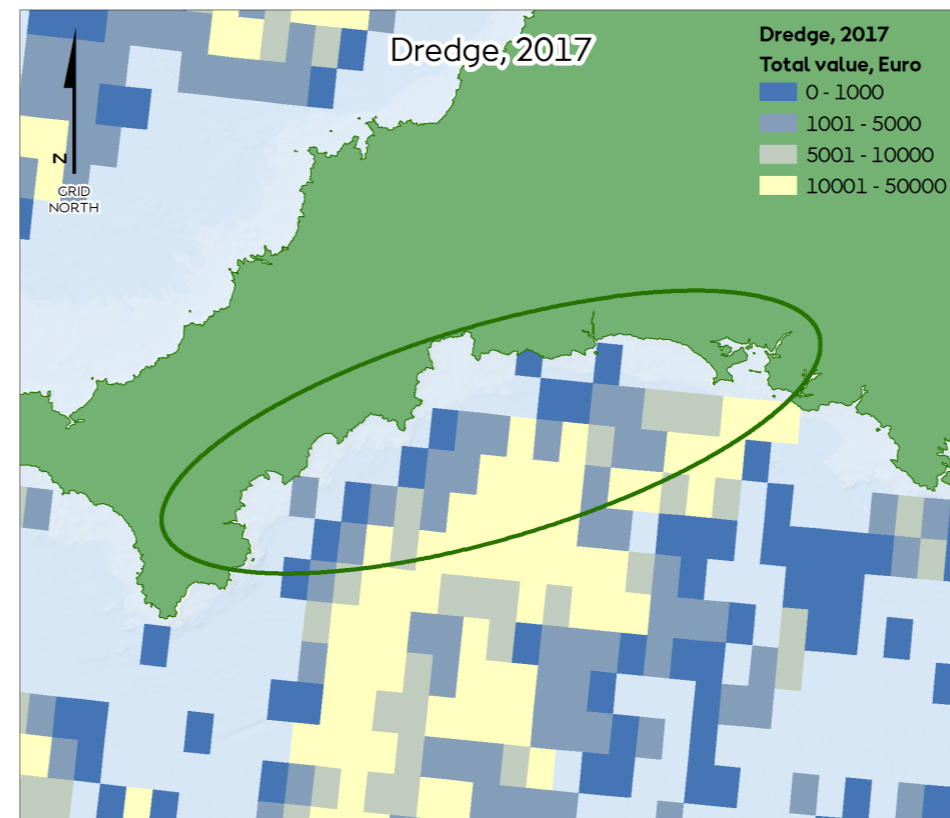 Dredge, 2017
Dredge, 2017
Total value, Euro
0 - 1000
1001 - 5000
5001 - 10000
10001 - 50000
N
GRID
NORTH